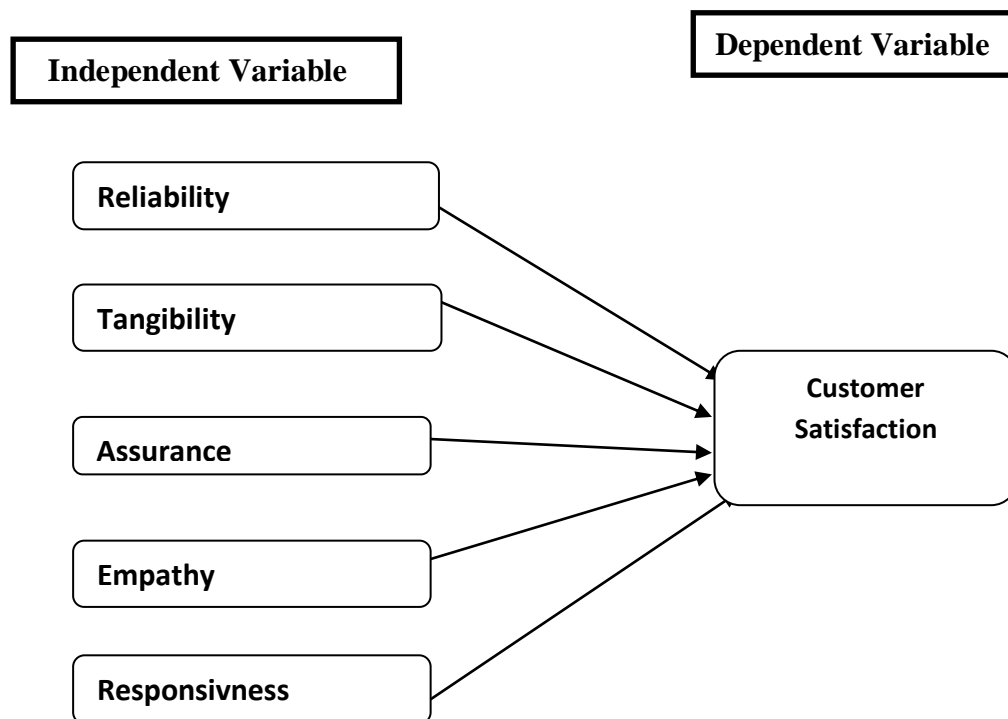 Independent Variable
Dependent Variable
Reliability
Tangibility
Assurance
Empathy
Responsivness
Customer
Satisfaction